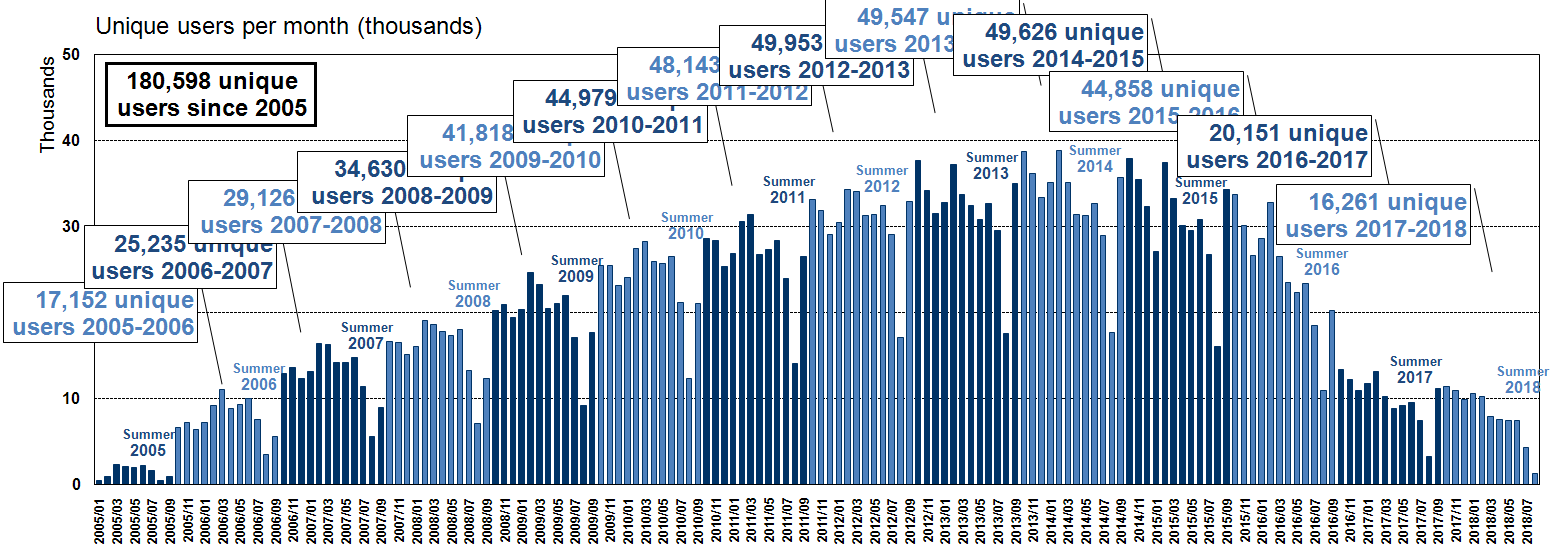 Unique users per month (thousands)
Thousands
50
40
30
10
0
180,598 unique
users since 2005
17,152 unique
users 2005-2006
25,235 unique
users 2006-2007
29,126
users 2007-2008
34,630
users 2008-2009
41,818
users 2009-2010
44,979
users 2010-2011
48,143
users 2011-2012
49,953
users 2012-2013
49,547 unique
users 2013
49,626 unique
users 2014-2015
44,858 unique
users 2015-2016
20,151 unique
users 2016-2017
16,261 unique
users 2017-2018
Summer
2005
Summer
2006
Summer
2007
Summer
2008
Summer
2009
Summer
2010
Summer
2011
Summer
2012
Summer
2013
Summer
2014
Summer
2015
Summer
2016
Summer
2017
Summer
2018
2005/01
2005/03
2005/05
2005/07
2005/09
2005/11
2006/01
2006/03
2006/05
2006/07
2006/09
2006/11
2007/01
2007/03
2007/05
2007/07
2007/09
2007/11
2008/01
2008/03
2008/05
2008/07
2008/09
2008/11
2009/01
2009/03
2009/05
2009/07
2009/09
2009/11
2010/01
2010/03
2010/05
2010/07
2010/09
2010/11
2011/01
2011/03
2011/05
2011/07
2011/09
2011/11
2012/01
2012/03
2012/05
2012/07
2012/09
2012/11
2013/01
2013/03
2013/05
2013/07
2013/09
2013/11
2014/01
2014/03
2014/05
2014/07
2014/09
2014/11
2015/01
2015/03
2015/05
2015/07
2015/09
2015/11
2016/01
2016/03
2016/05
2016/07
2016/09
2016/11
2017/01
2017/03
2017/05
2017/07
2017/09
2017/11
2018/01
2018/03
2018/05
2018/07